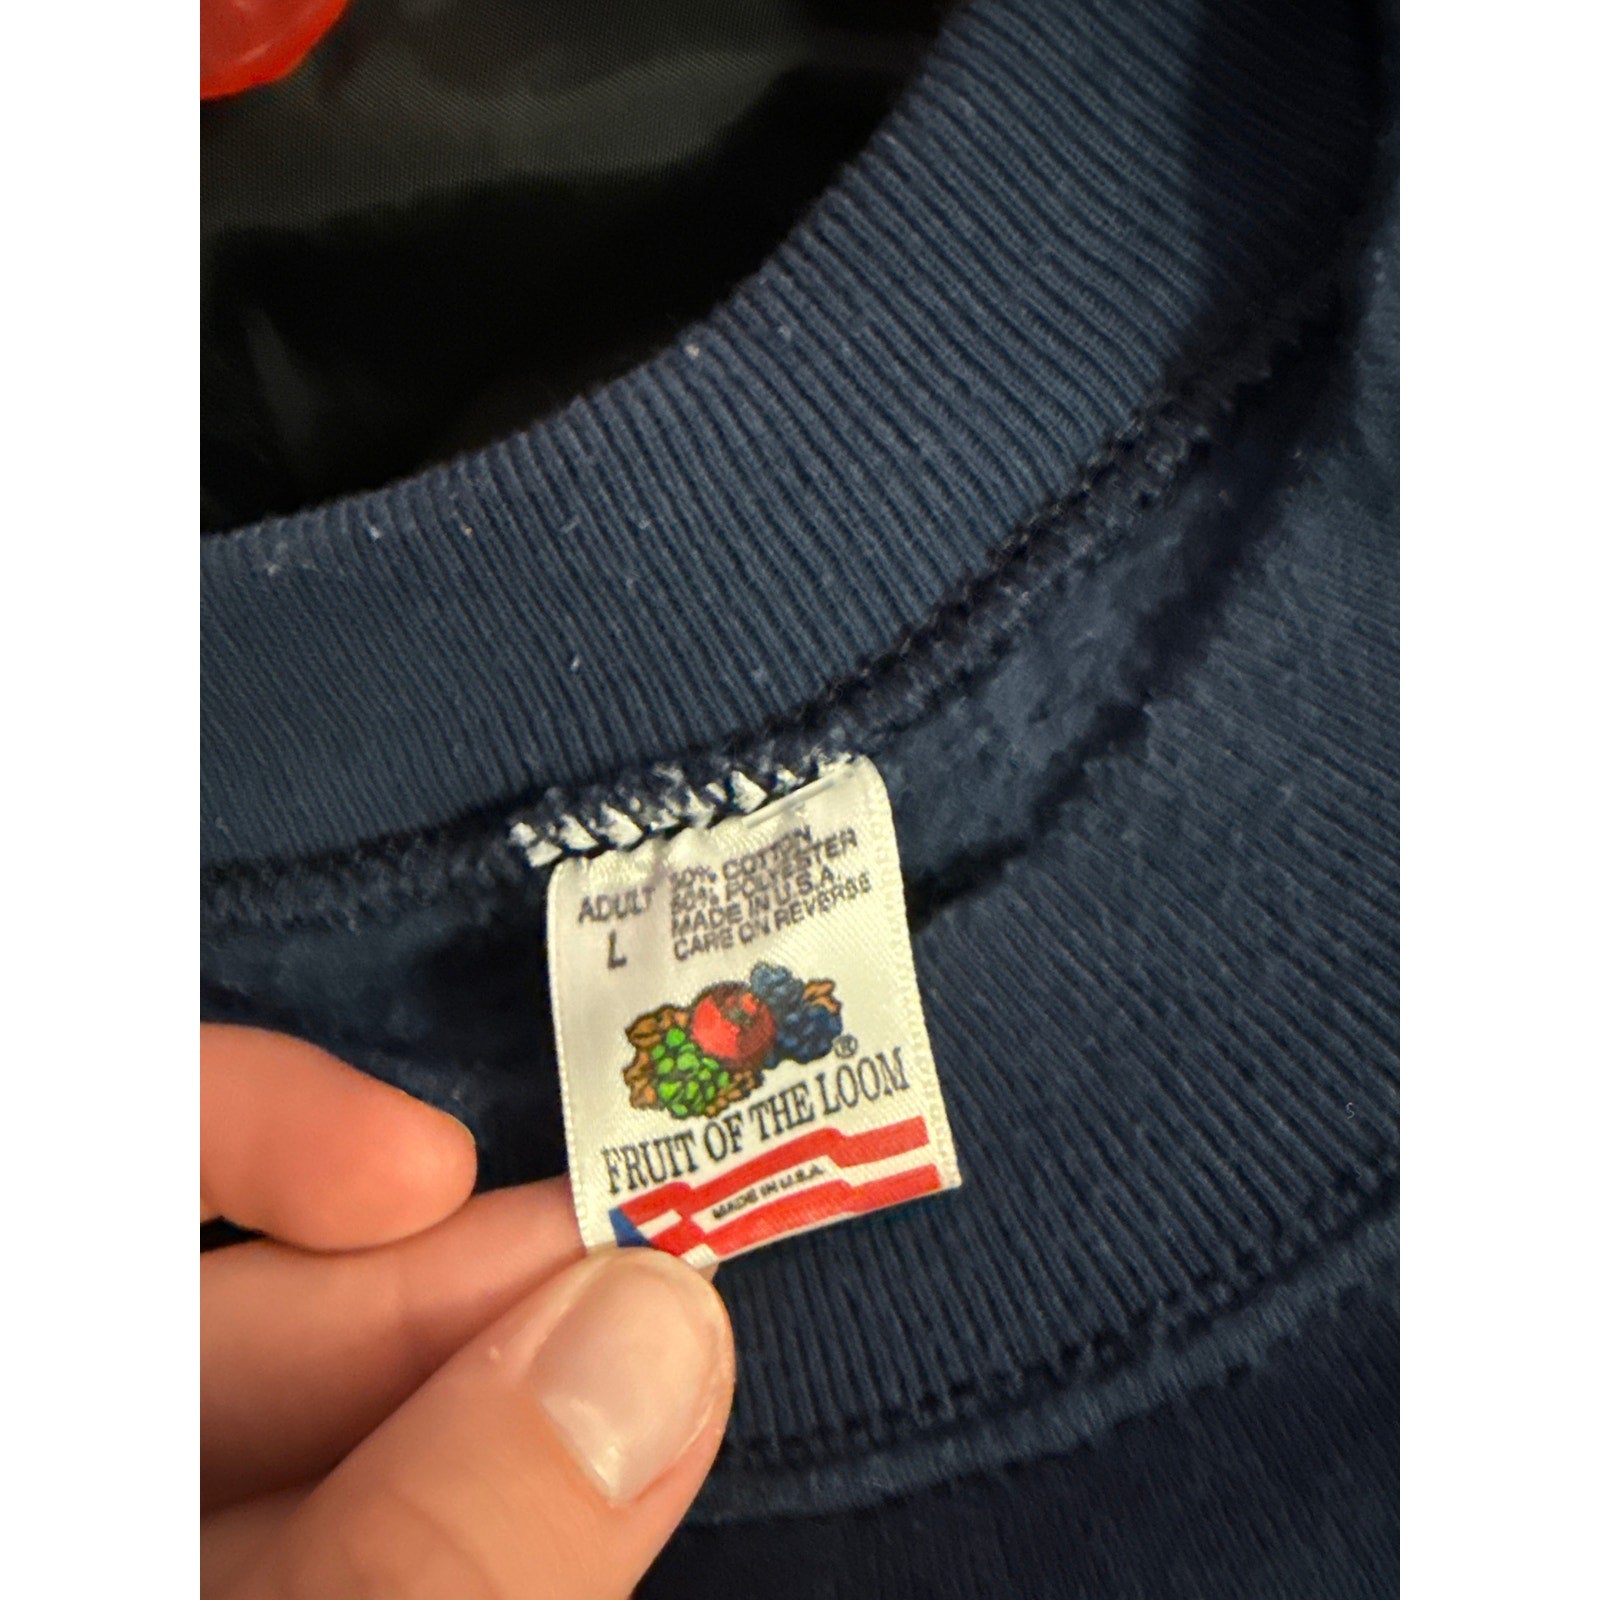 ADULT
L
50% COTTON
50% POLYESTER
MADE IN U.S.A.
CARE ON REVERSE
®
FRUIT OF THE LOOM
MADE IN U.S.A.